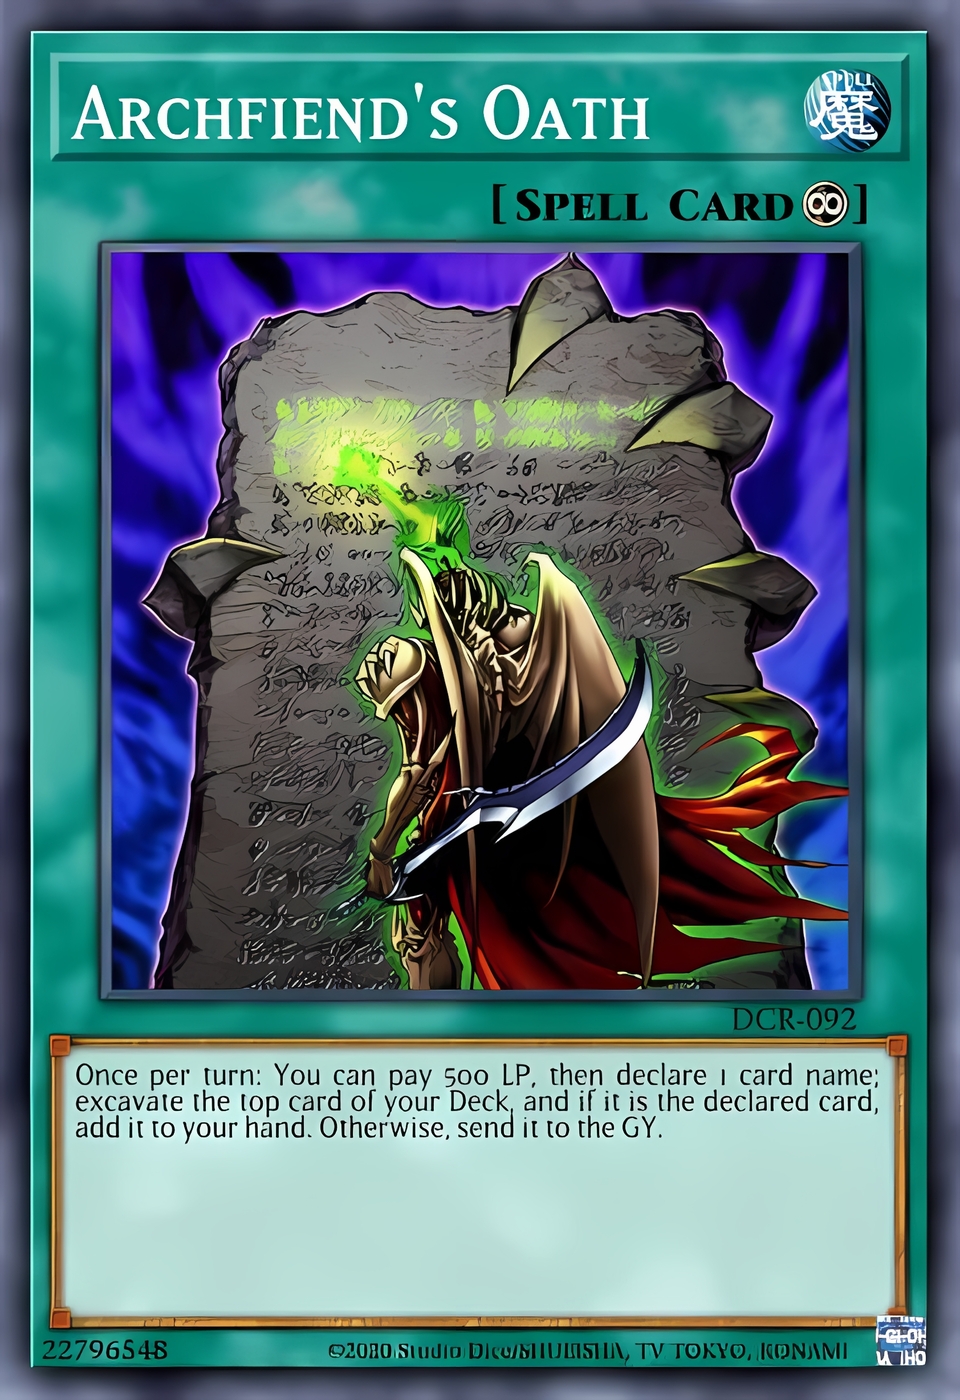 Archfiend's Oath
魔
[Spell Card]
DCR-092
Once per turn: You can pay 500 LP, then declare 1 card name;
excavate the top card of your Deck, and if it is the declared card,
add it to your hand. Otherwise, send it to the GY.
22796548
TV TOKYO, KONAMI